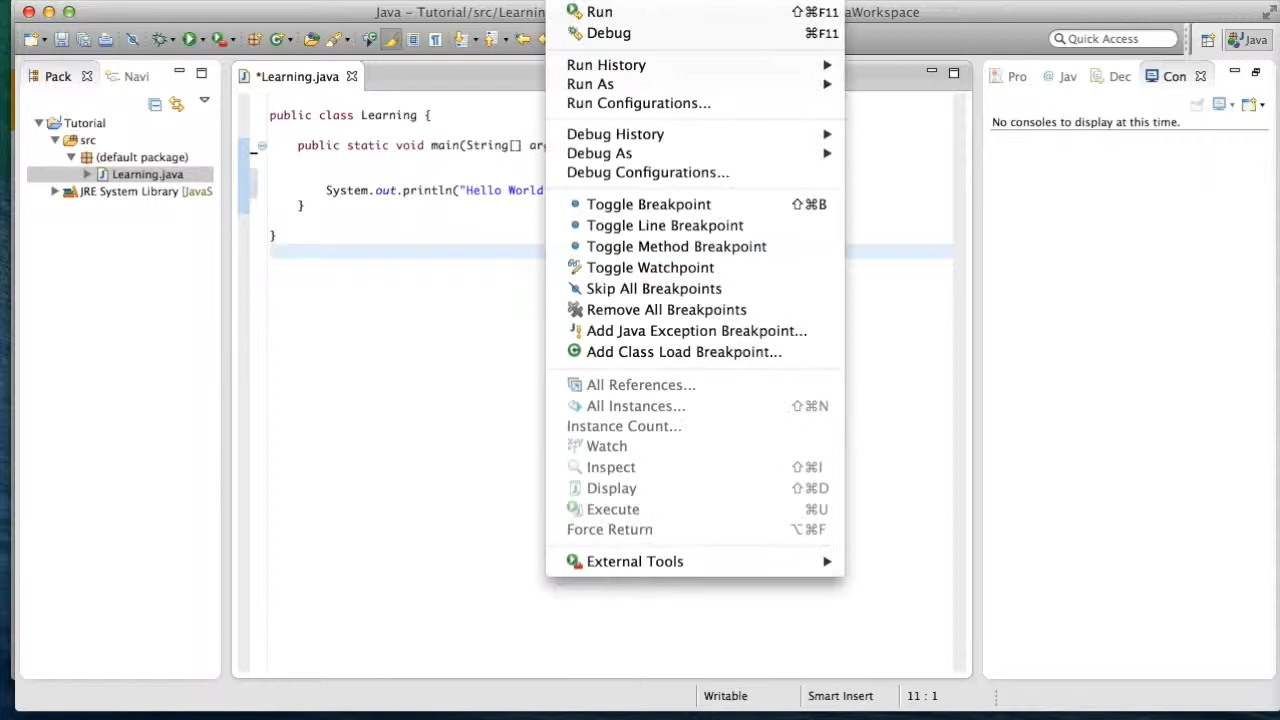 Java – Tutorial/src/Learnin
aWorkspace
Quick Access
Java
Pack
Navi
*Learning.java
Pro
@ Jav
Dec
Con
Tutorial
src
(default package)
Learning.java
JRE System Library [JavaS
public class Learning {
public static void main(String[] arg
System.out.println("Hello World
}
}
Run ⇧⌘F11
Debug ⌘F11
Run History
Run As
Run Configurations...
Debug History
Debug As
Debug Configurations...
Toggle Breakpoint ⇧⌘B
Toggle Line Breakpoint
Toggle Method Breakpoint
Toggle Watchpoint
Skip All Breakpoints
Remove All Breakpoints
Add Java Exception Breakpoint...
Add Class Load Breakpoint...
All References...
All Instances... ⇧⌘N
Instance Count...
Watch
Inspect ⇧⌘I
Display ⇧⌘D
Execute ⌘U
Force Return ⌥⌘F
External Tools
No consoles to display at this time.
Writable
Smart Insert
11 : 1